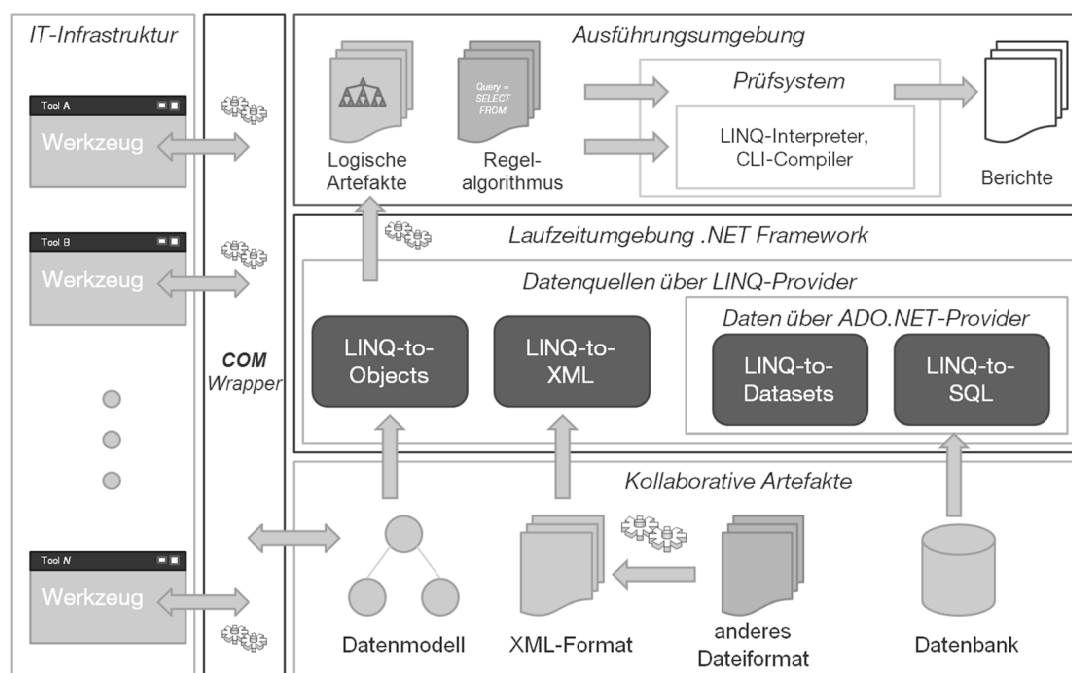 IT-Infrastruktur
Tool A
Werkzeug
Tool B
Werkzeug
Tool N
Werkzeug
COM
Wrapper
Ausführungsumgebung
Query =
SELECT
FROM
Logische
Artefakte
Regel-
algorithmus
Prüfsystem
LINQ-Interpreter,
CLI-Compiler
Berichte
Laufzeitumgebung .NET Framework
Datenquellen über LINQ-Provider
LINQ-to-
Objects
LINQ-to-
XML
Daten über ADO.NET-Provider
LINQ-to-
Datasets
LINQ-to-
SQL
Kollaborative Artefakte
Datenmodell
XML-Format
anderes
Dateiformat
Datenbank